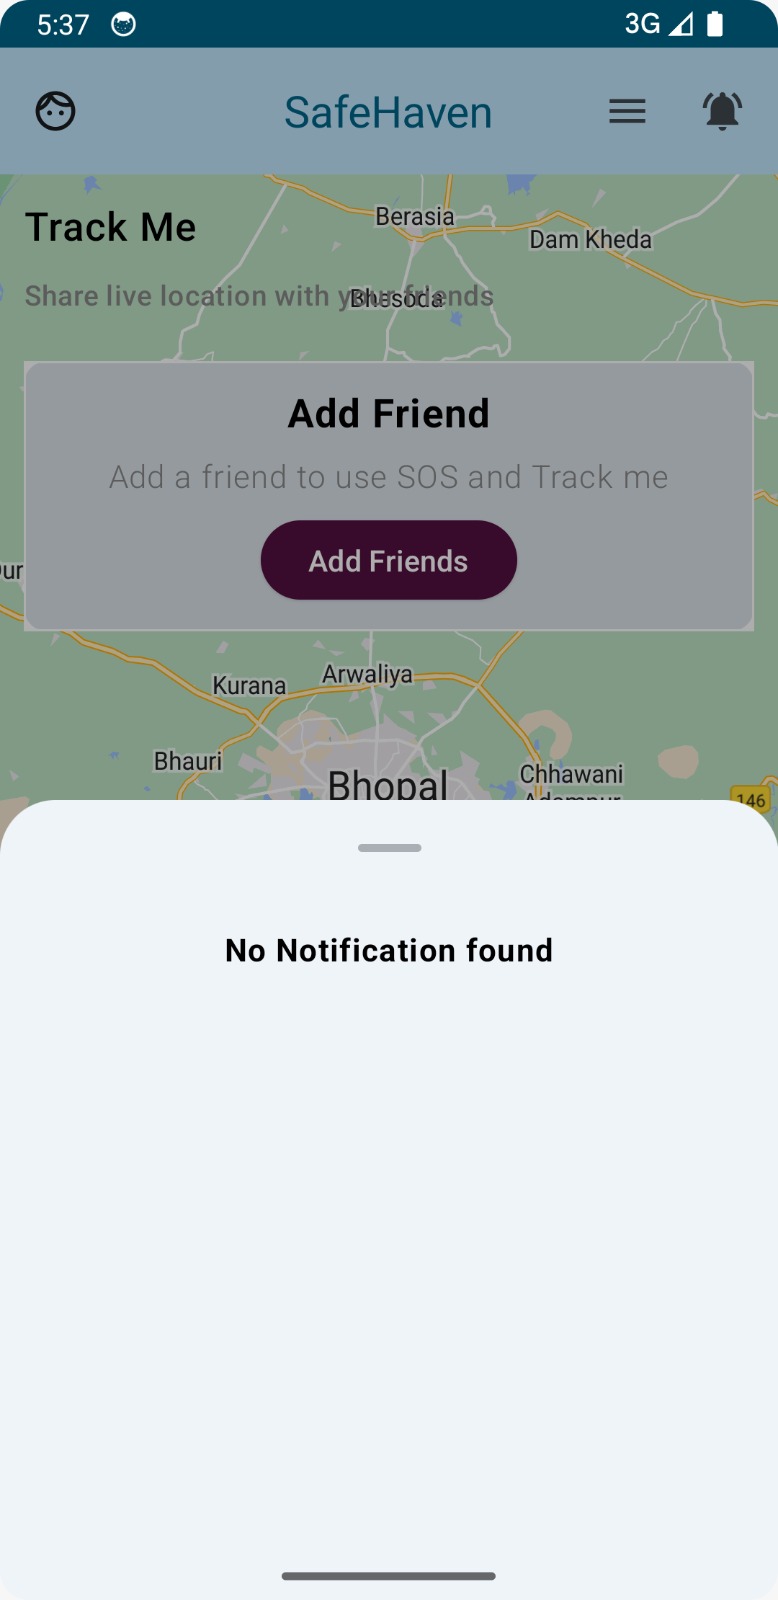 5:37
3G
SafeHaven
Track Me
Berasia
Dam Kheda
Share live location with your friends
Bhesoda
Add Friend
Add a friend to use SOS and Track me
Add Friends
Kurana
Arwaliya
Bhauri
Chhawani
Bhopal
146
No Notification found